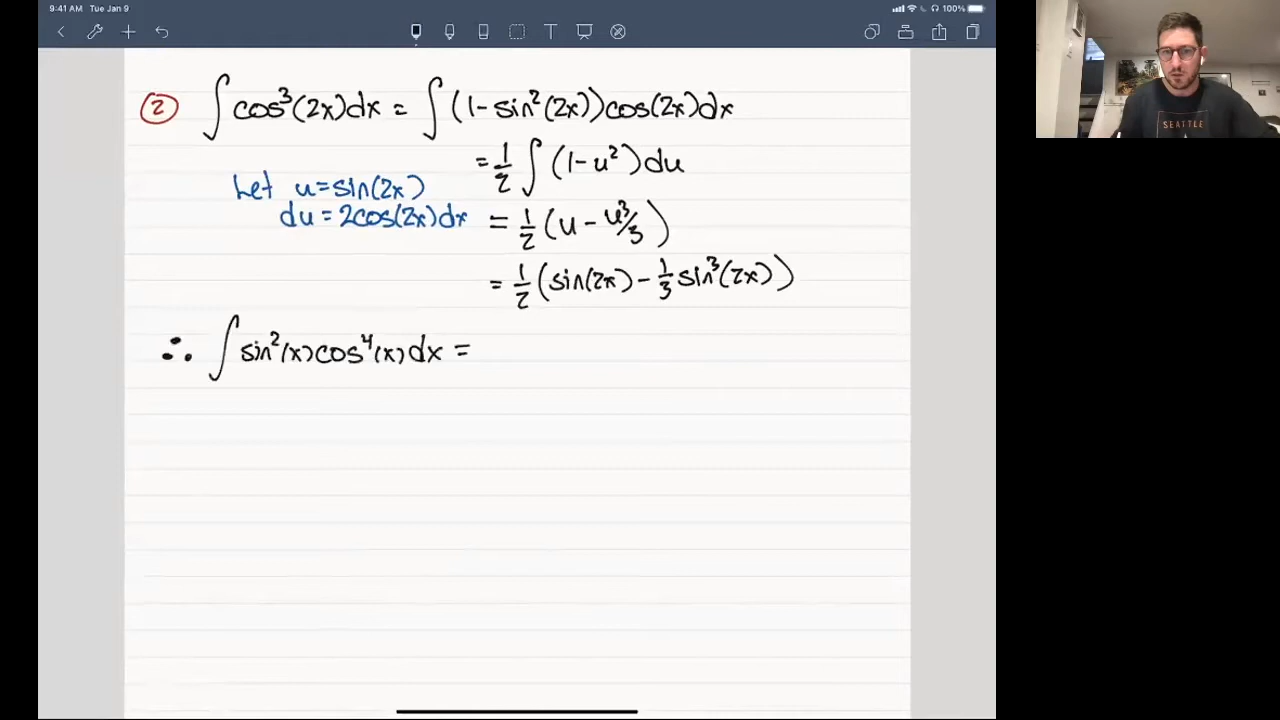 9:41 AM Tue Jan 9 100%
② ∫cos³(2x)dx = ∫(1-sin²(2x))cos(2x)dx
= 1/2 ∫(1-u²)du
Let u=sin(2x)
du = 2cos(2x)dx
= 1/2 (u - u³/3)
= 1/2 (sin(2x) - 1/3 sin³(2x))
∴ ∫sin²(x)cos⁴(x)dx =
SEATTLE